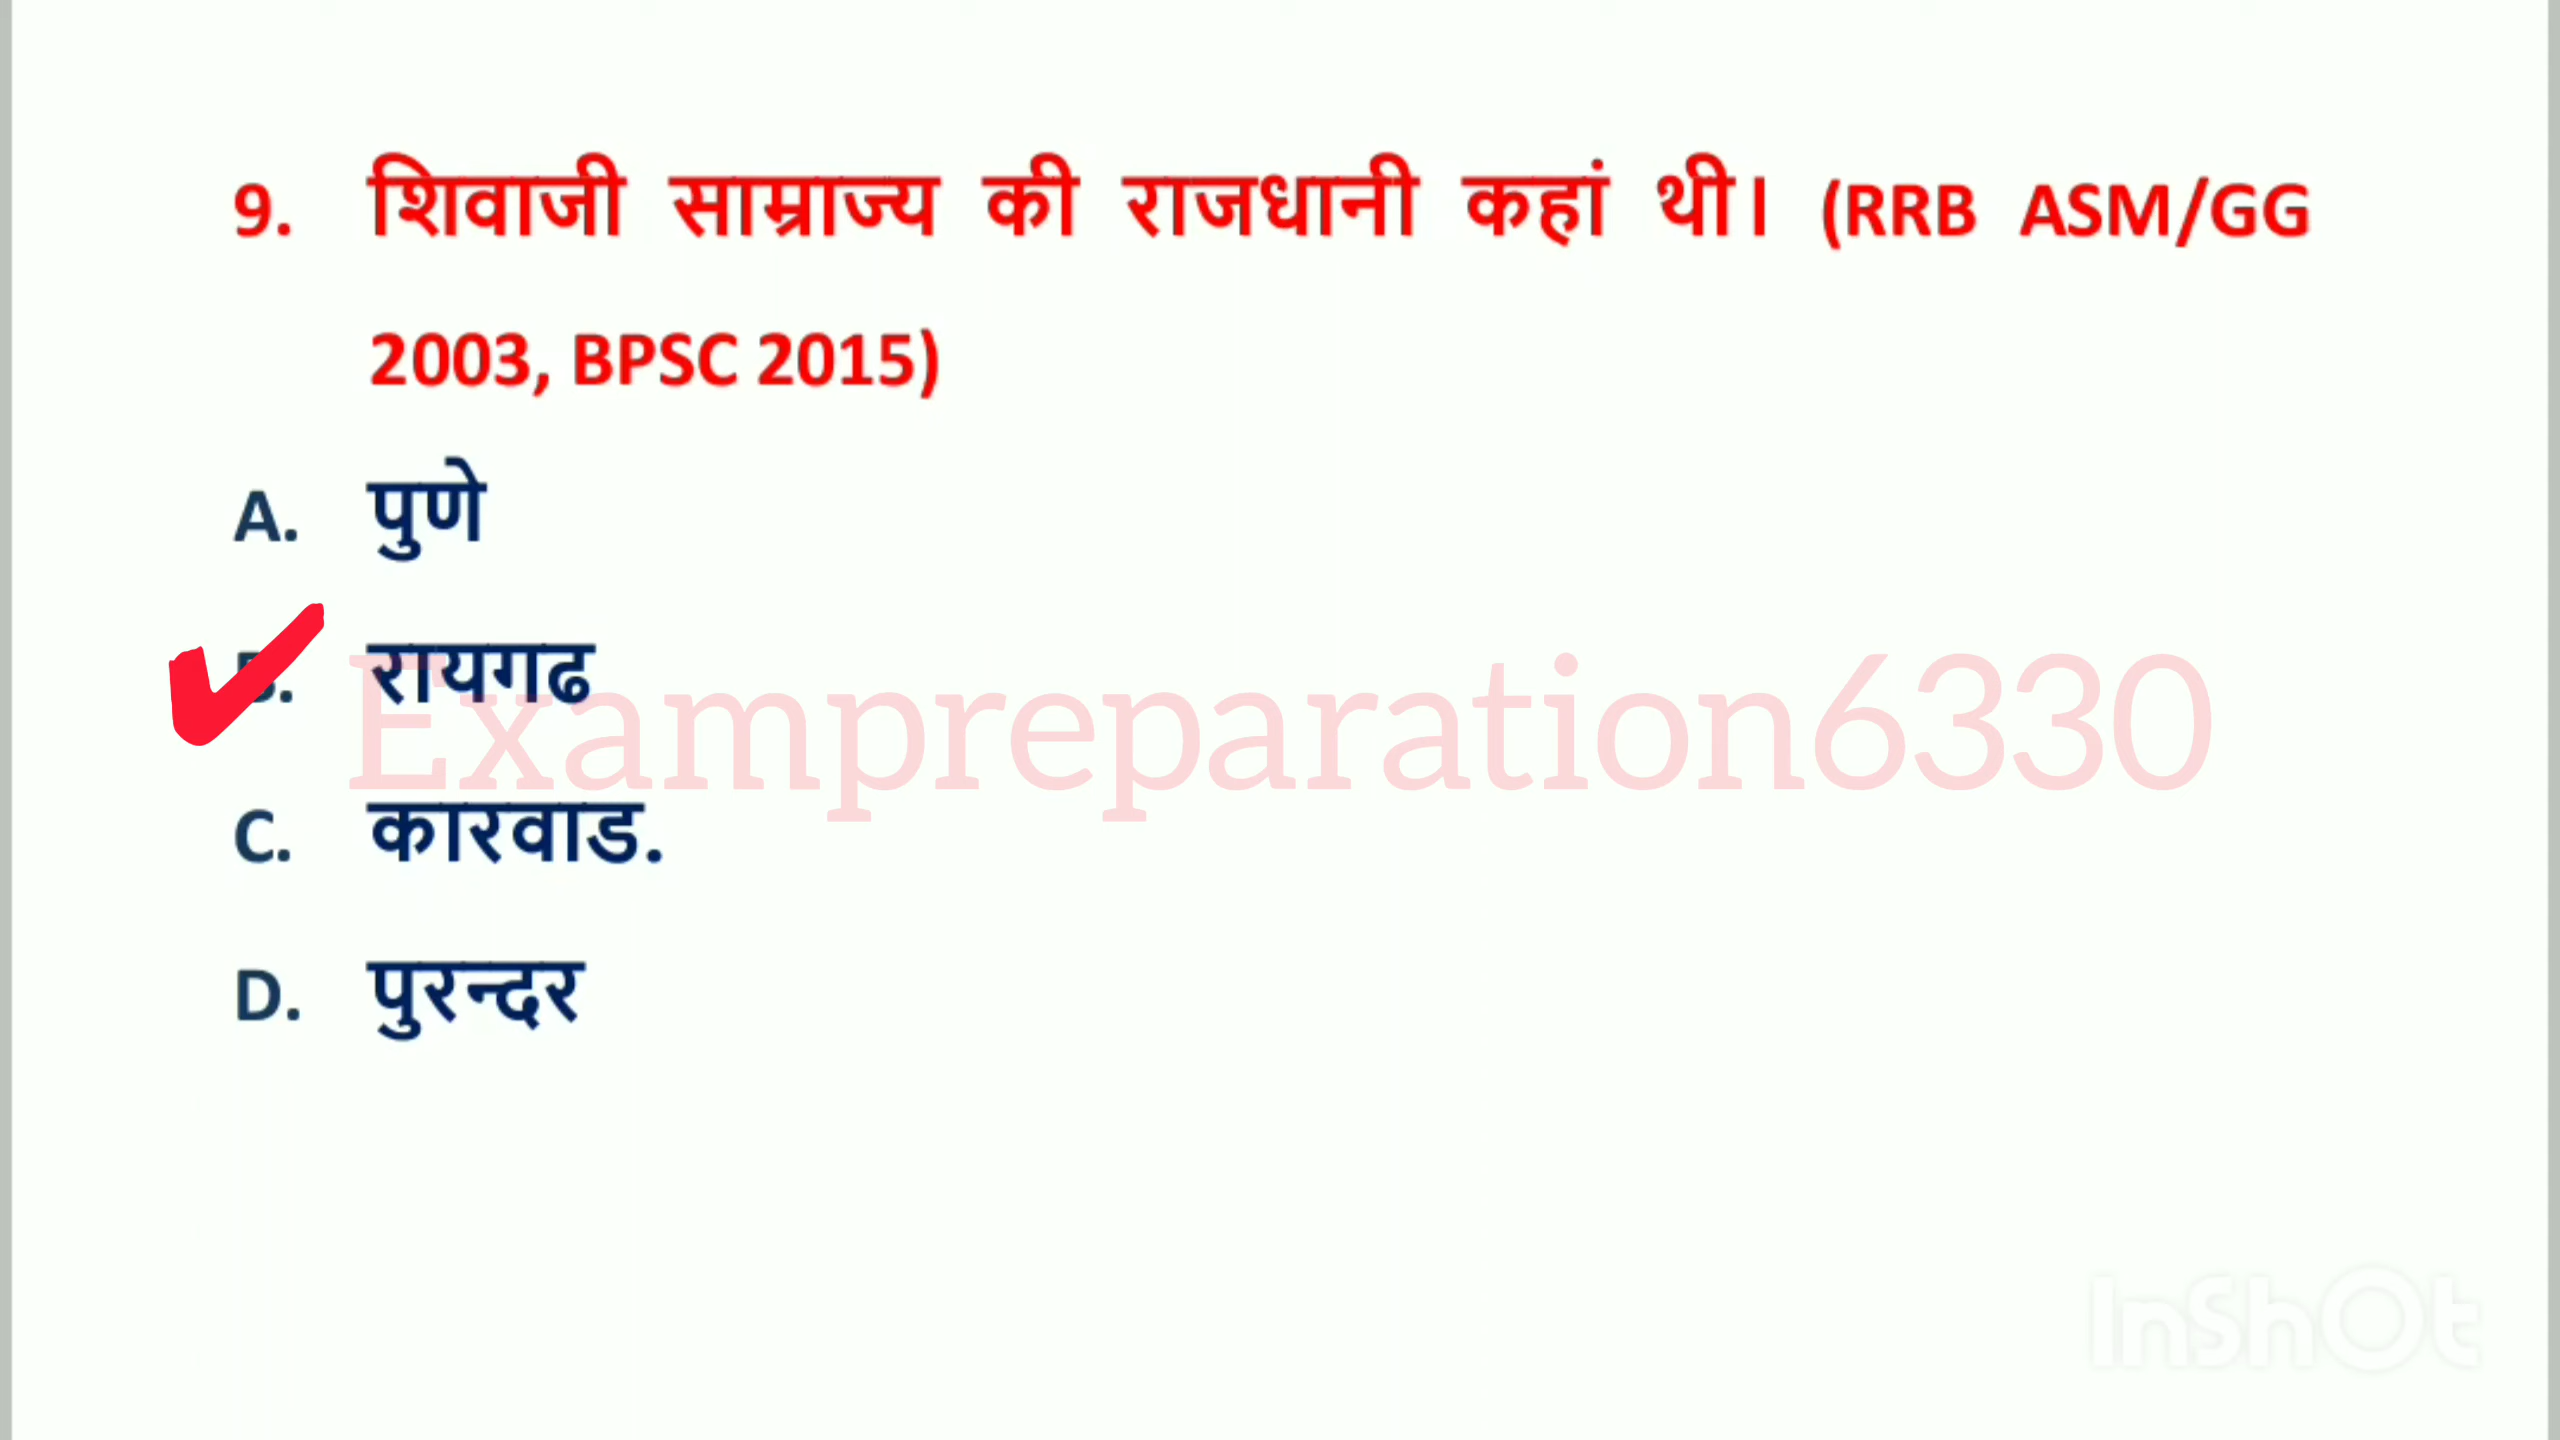 9. शिवाजी साम्राज्य की राजधानी कहां थी। (RRB ASM/GG
2003, BPSC 2015)
A. पुणे
B. रायगढ
Exampreparation6330
C. कारवाड.
D. पुरन्दर
InShOt